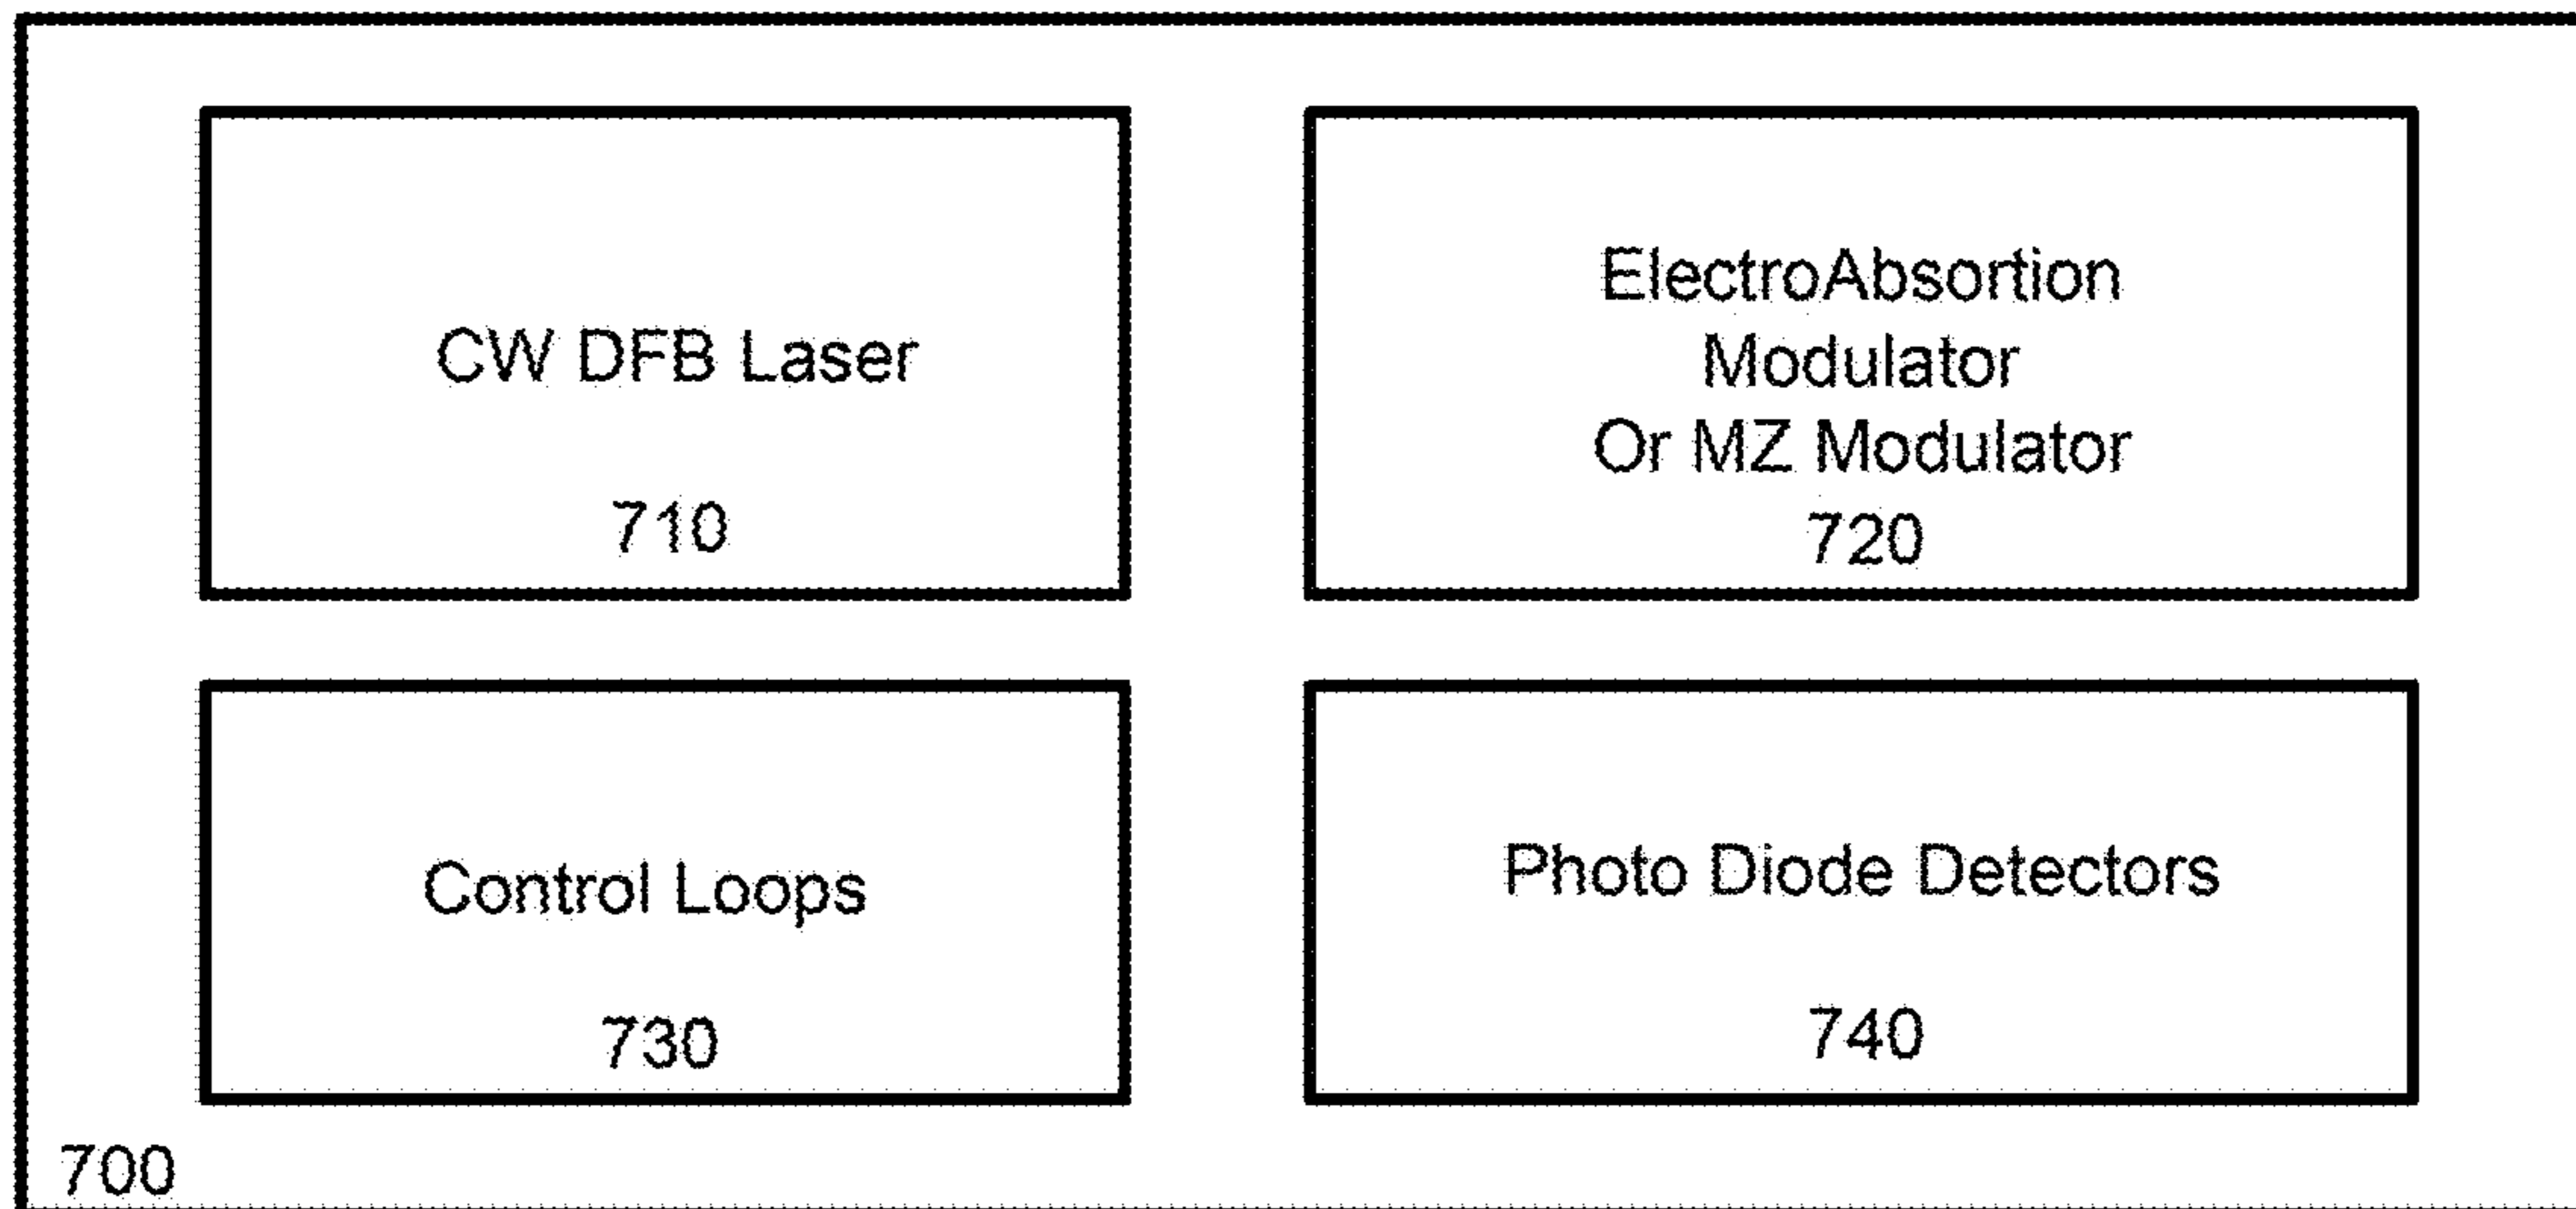 CW DFB Laser
710
ElectroAbsortion
Modulator
Or MZ Modulator
720
Control Loops
730
Photo Diode Detectors
740
700